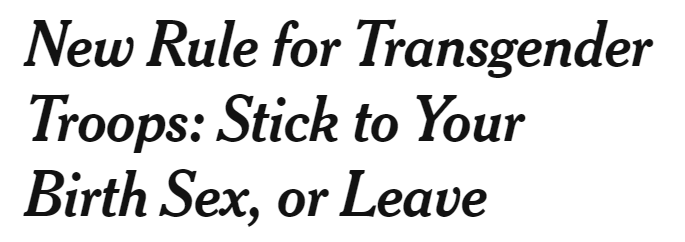 New Rule for Transgender
Troops: Stick to Your
Birth Sex, or Leave